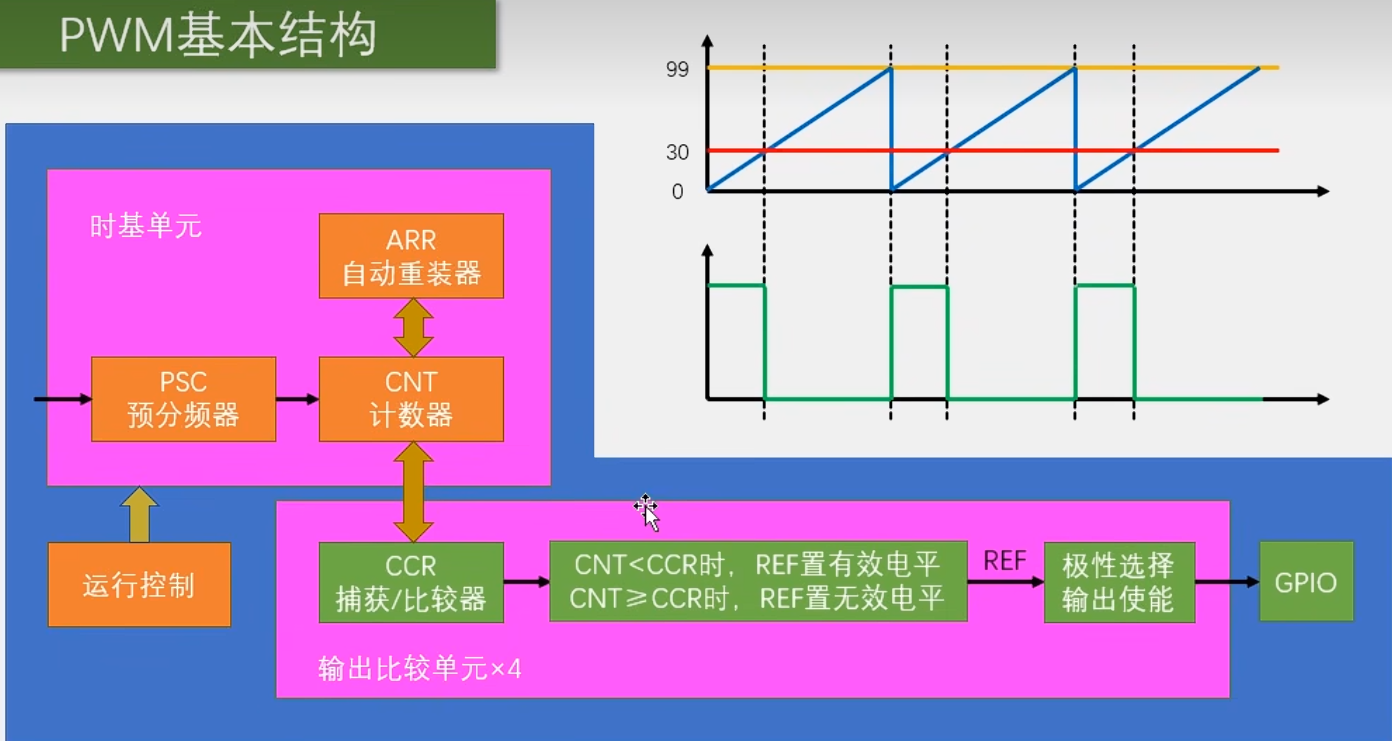 PWM基本结构
99
30
0
时基单元
ARR
自动重装器
PSC
预分频器
CNT
计数器
运行控制
CCR
捕获/比较器
CNT<CCR时，REF置有效电平
CNT≥CCR时，REF置无效电平
REF
极性选择
输出使能
GPIO
输出比较单元×4